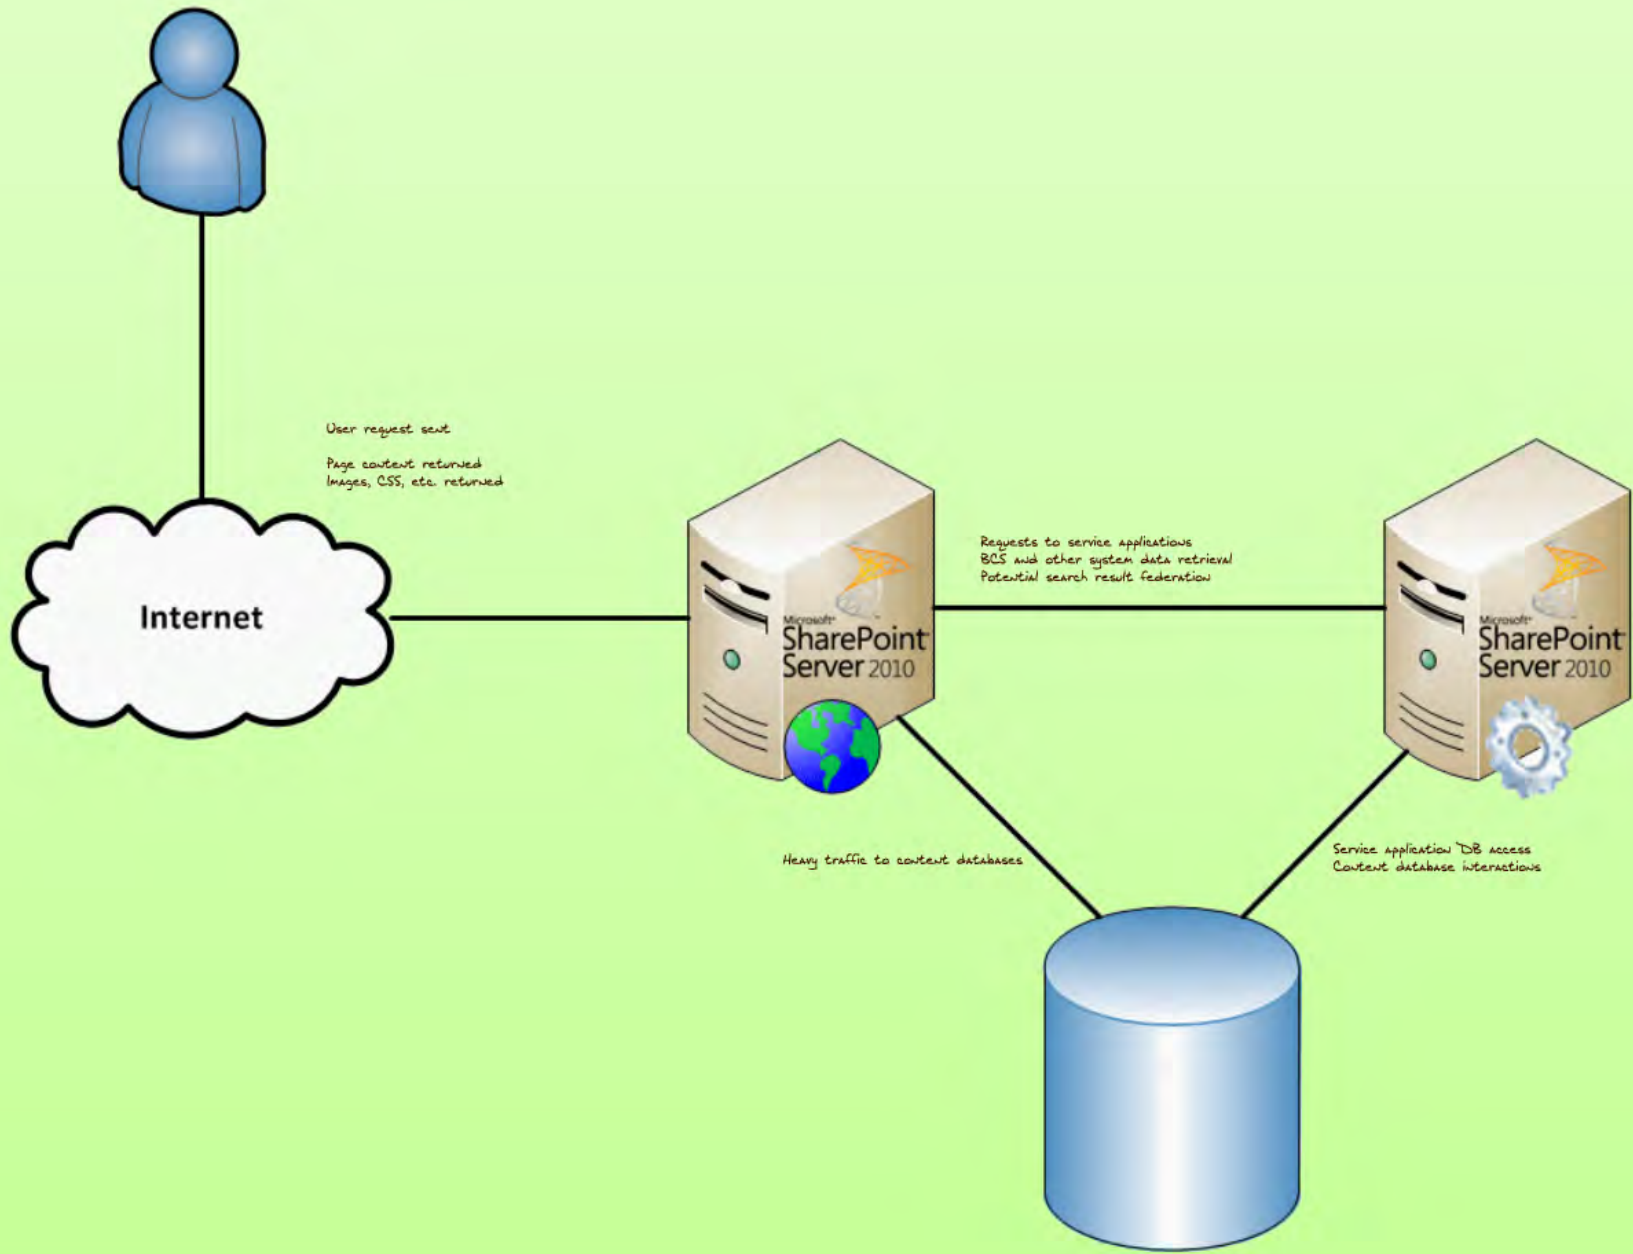 User request sent
Page content returned
Images, CSS, etc. returned
Internet
Requests to service applications
BCS and other system data retrieval
Potential search result federation
Microsoft
SharePoint
Server 2010
Microsoft
SharePoint
Server 2010
Heavy traffic to content databases
Service application DB access
Content database interactions